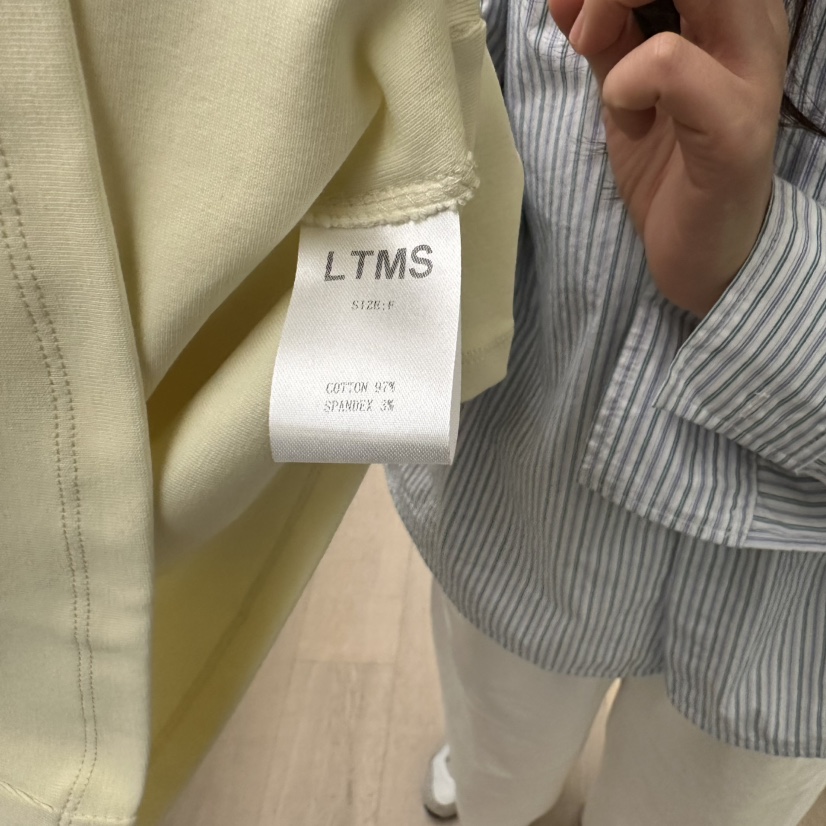 LTMS
SIZE:F
COTTON 97%
SPANDEX 3%